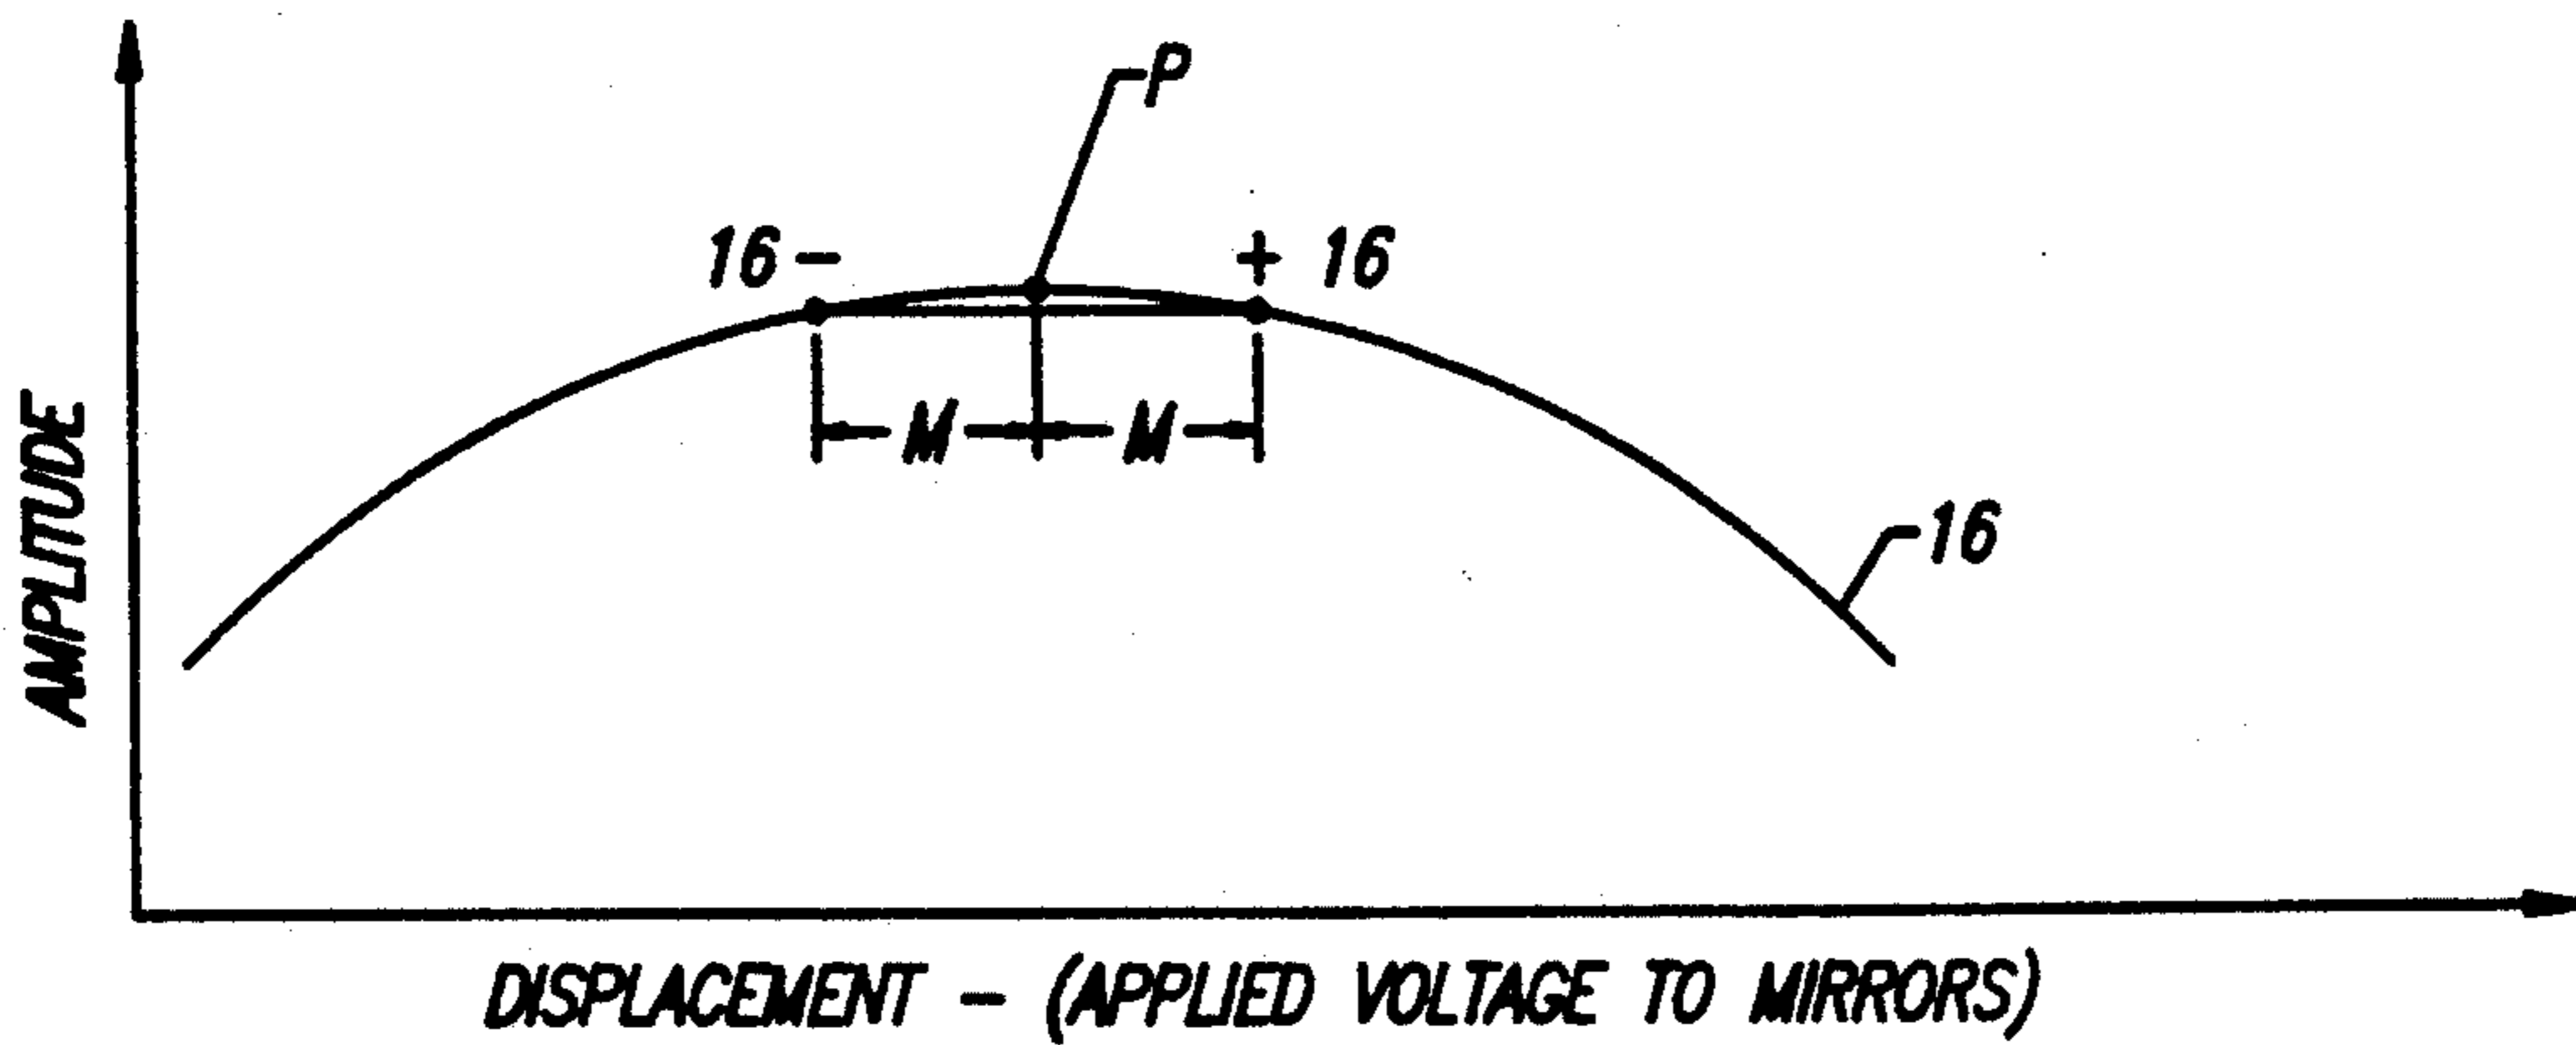 P
16 -
+ 16
M
M
16
AMPLITUDE
DISPLACEMENT - (APPLIED VOLTAGE TO MIRRORS)